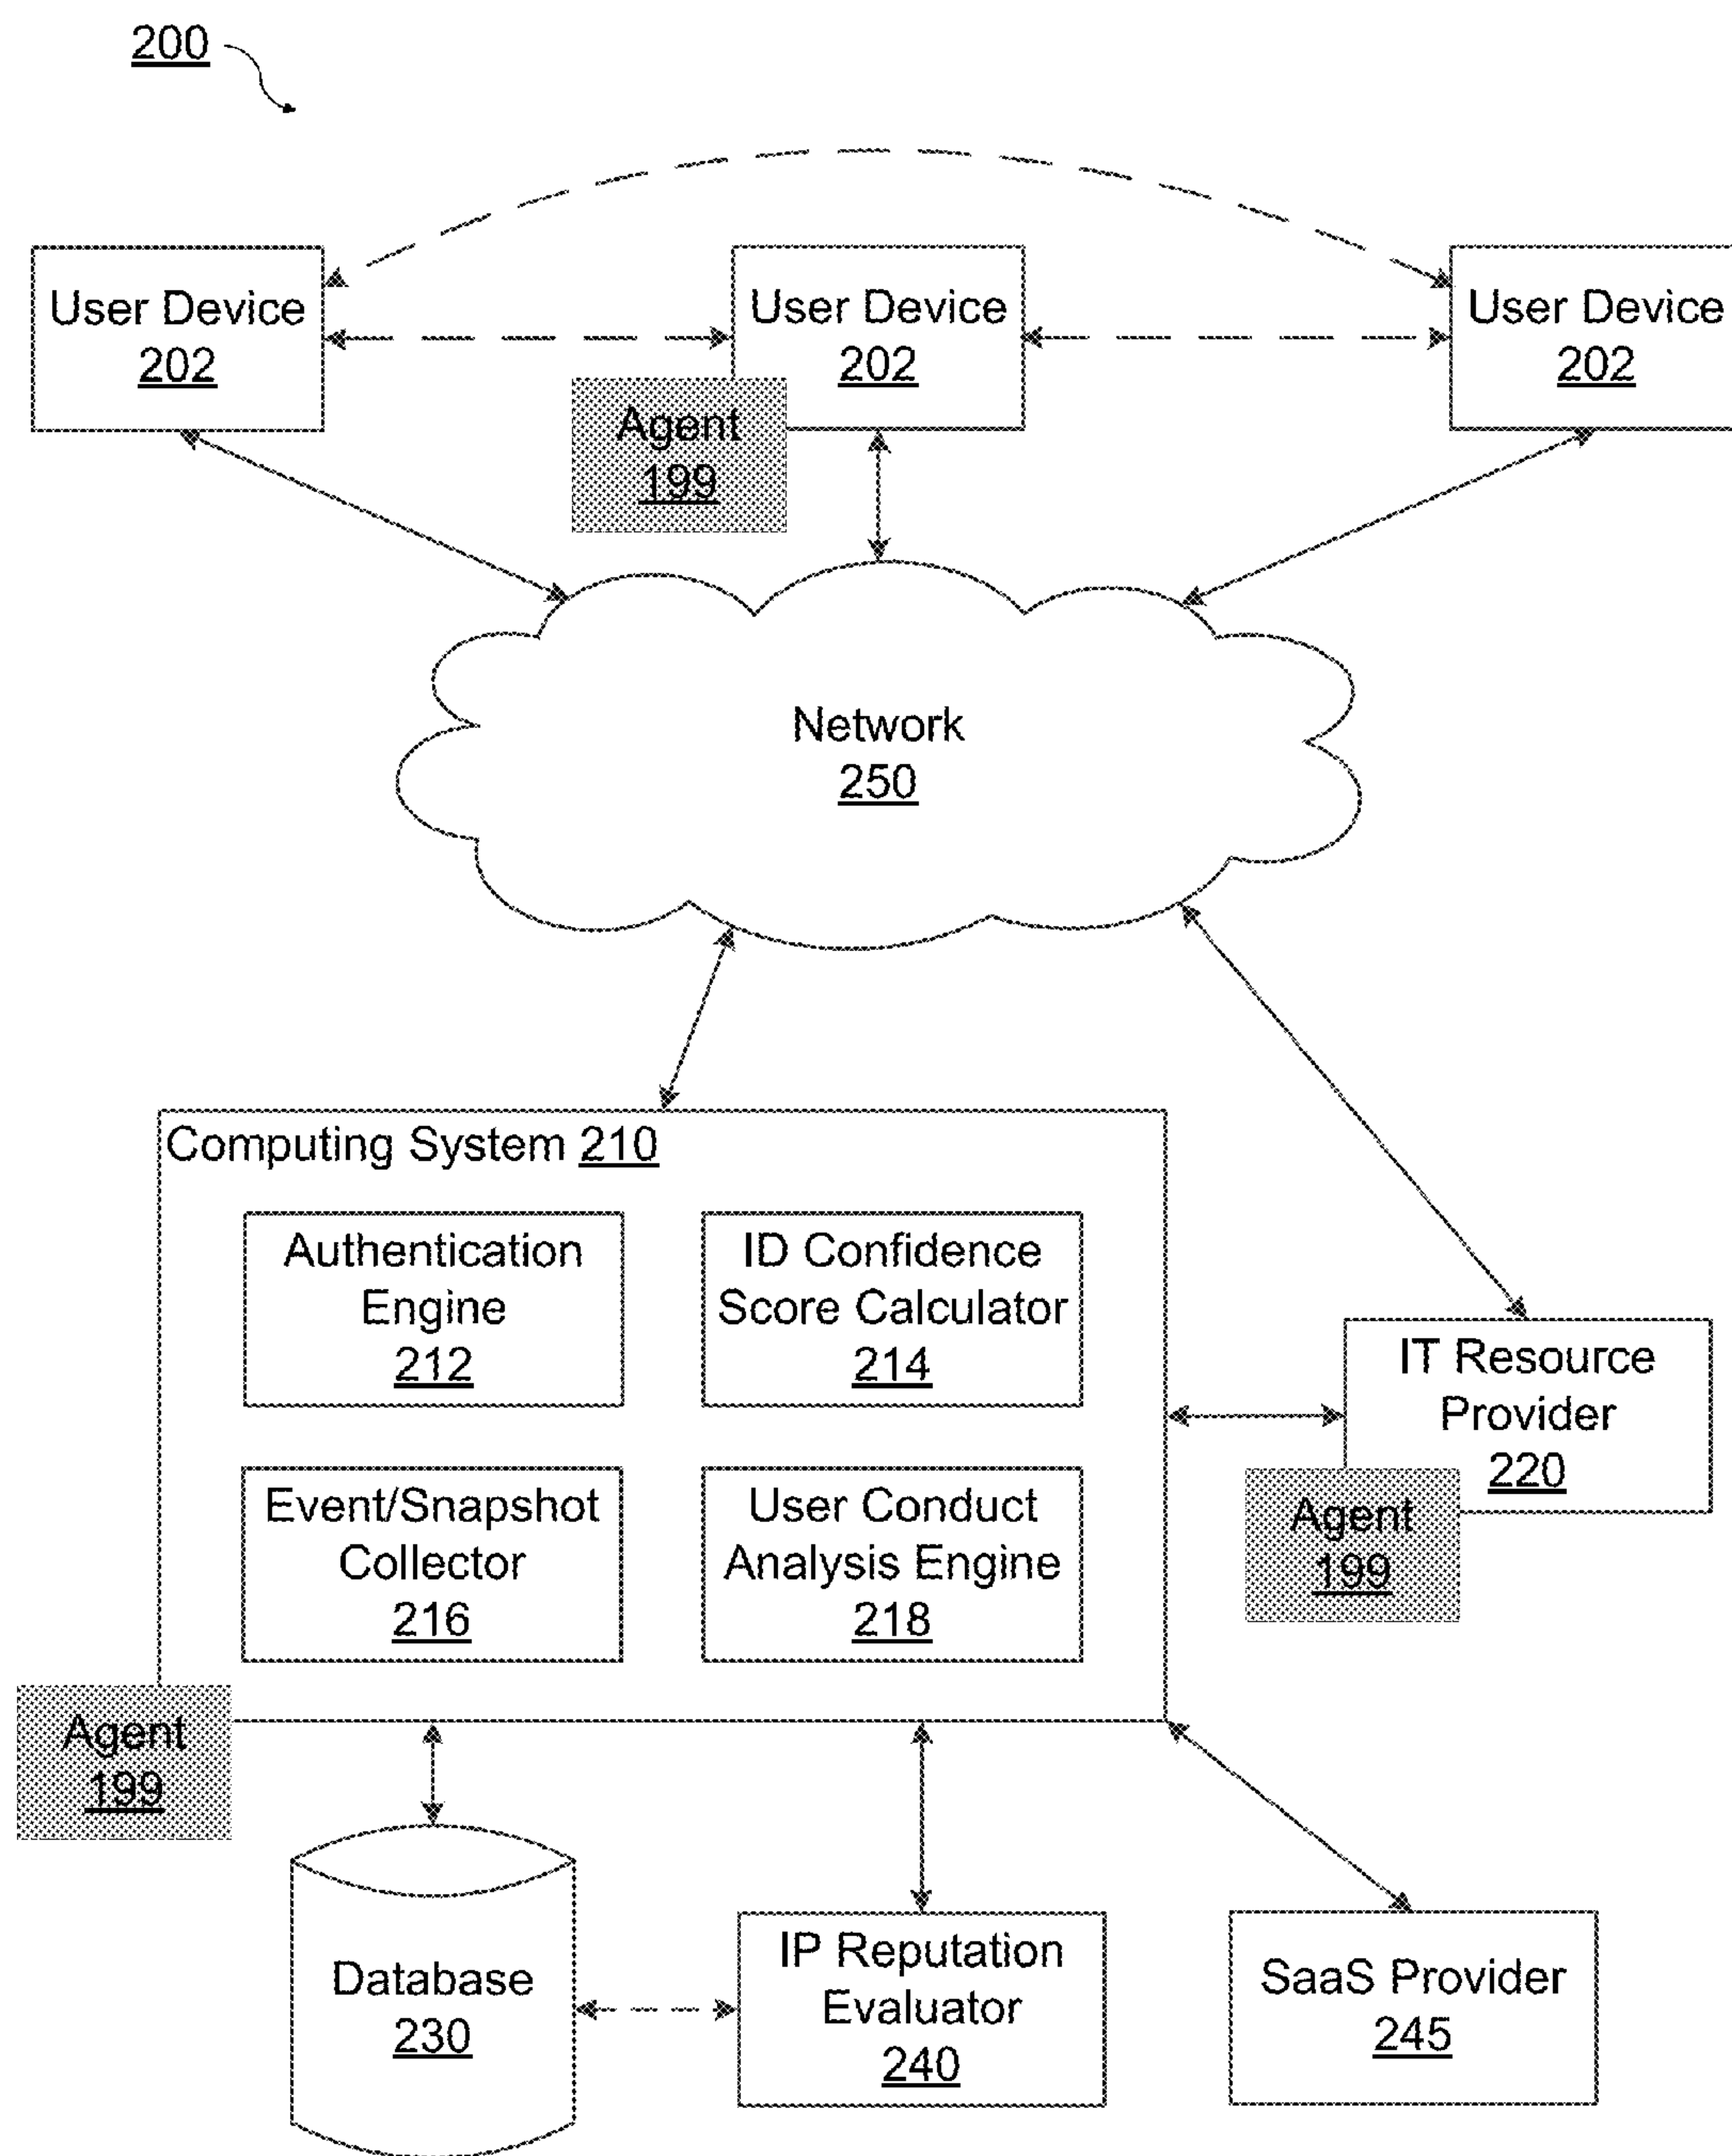 200
User Device
202
User Device
202
User Device
202
Agent
199
Network
250
Computing System 210
Authentication
Engine
212
ID Confidence
Score Calculator
214
IT Resource
Provider
220
Event/Snapshot
Collector
216
User Conduct
Analysis Engine
218
Agent
199
Agent
199
Database
230
IP Reputation
Evaluator
240
SaaS Provider
245